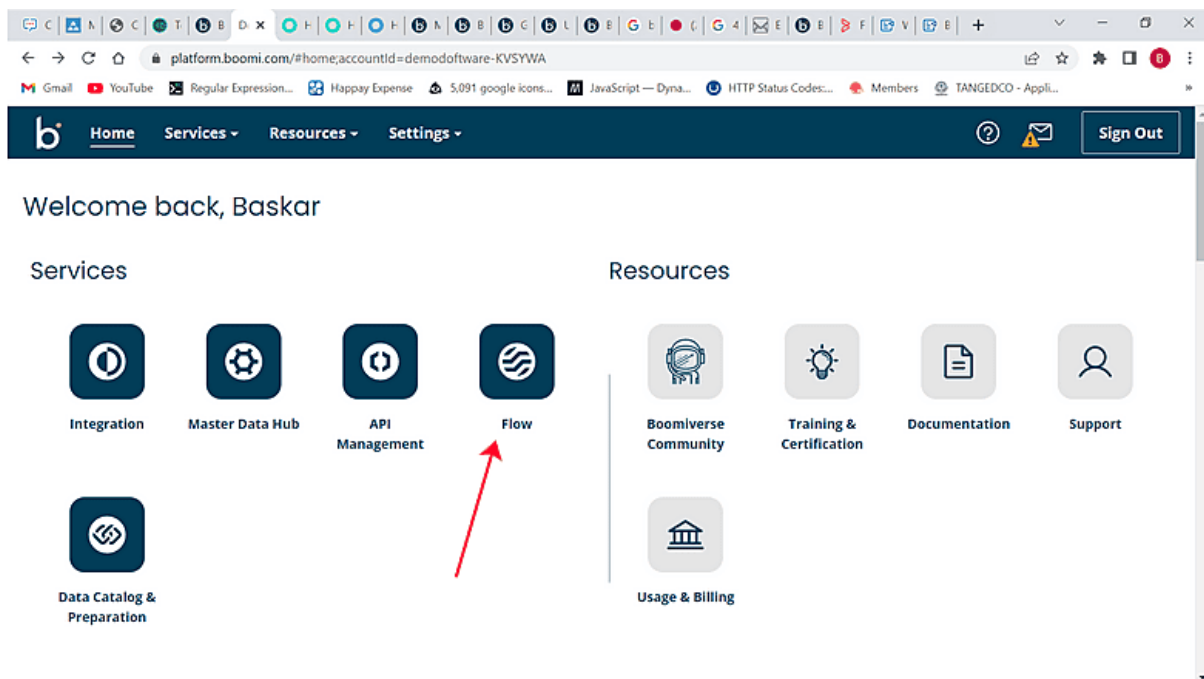 platform.boomi.com/#home;accountId=demodoftware-KVSYWA
Gmail YouTube Regular Expression... Happay Expense 5,091 google icons... JavaScript — Dyna... HTTP Status Codes:... Members TANGEDCO - Appli...
Home Services Resources Settings Sign Out
Welcome back, Baskar
Services
Integration
Master Data Hub
API
Management
Flow
Data Catalog &
Preparation
Resources
Boomiverse
Community
Training &
Certification
Documentation
Support
Usage & Billing